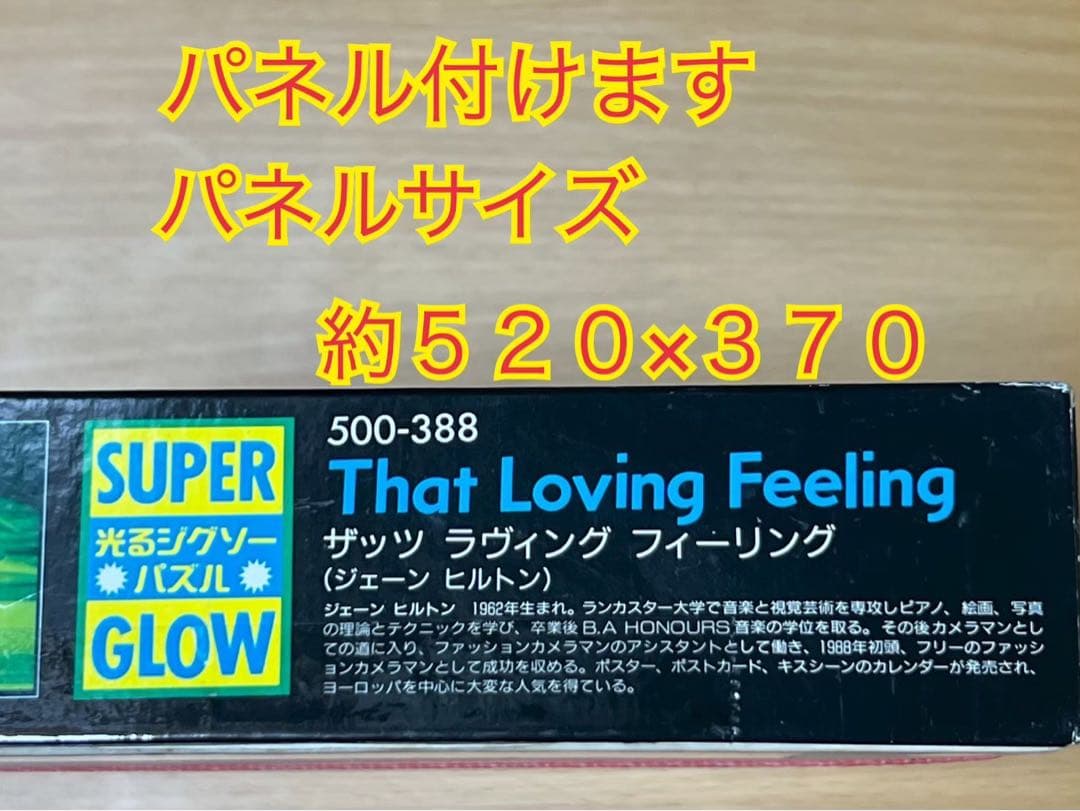 パネル付けます
パネルサイズ
約５２０×３７０
SUPER
光るジグソー
パズル
GLOW
500-388
That Loving Feeling
ザッツ ラヴィング フィーリング
(ジェーン ヒルトン)
ジェーン ヒルトン 1962年生まれ。ランカスター大学で音楽と視覚芸術を専攻しピアノ、絵画、写真
の理論とテクニックを学び、卒業後B.A HONOURS音楽の学位を取る。その後カメラマンとし
ての道に入り、ファッションカメラマンのアシスタントとして働き、1988年初頭、フリーのファッシ
ョンカメラマンとして成功を収める。ポスター、ポストカード、キスシーンのカレンダーが発売され、
ヨーロッパを中心に大変な人気を得ている。